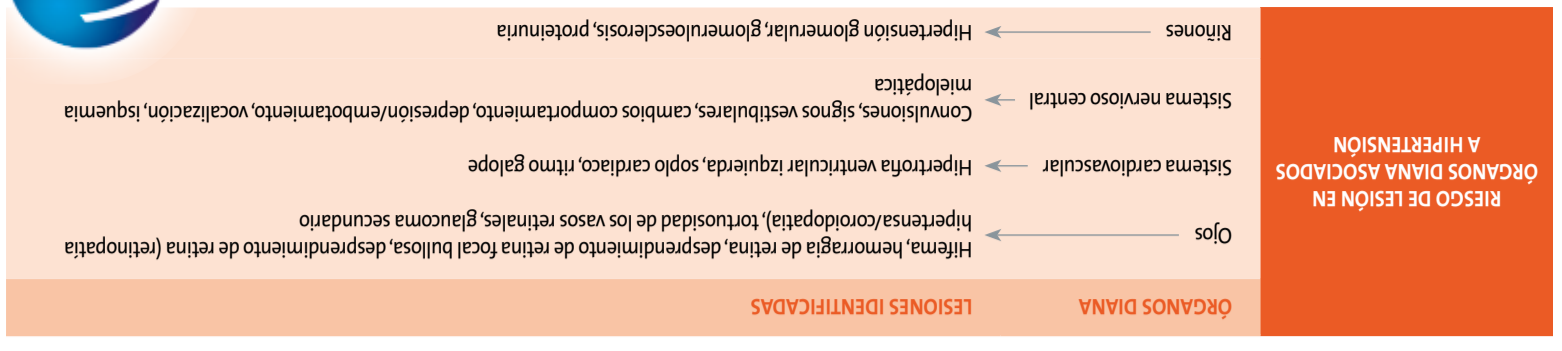 RIESGO DE LESIÓN EN
ÓRGANOS DIANA ASOCIADOS
A HIPERTENSIÓN
ÓRGANOS DIANA
LESIONES IDENTIFICADAS
Ojos
Hifema, hemorragia de retina, desprendimiento de retina focal bullosa, desprendimiento de retina (retinopatía
hipertensa/coroidopatia), tortuosidad de los vasos retinales, glaucoma secundario
Sistema cardiovascular
Hipertrofia ventricular izquierda, soplo cardiaco, ritmo galope
Sistema nervioso central
Convulsiones, signos vestibulares, cambios comportamiento, depresión/embotamiento, vocalización, isquemia
mielopática
Riñones
Hipertensión glomerular, glomeruloesclerosis, proteinuria